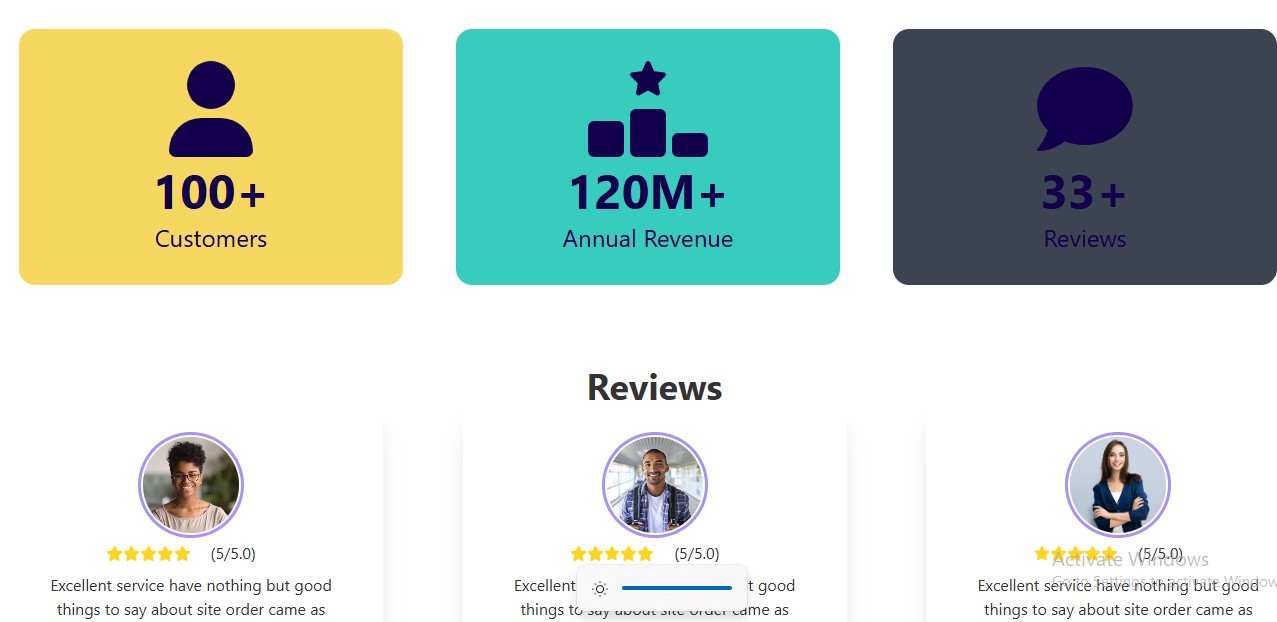 100+
Customers
120M+
Annual Revenue
33+
Reviews
Reviews
(5/5.0)
Excellent service have nothing but good
things to say about site order came as
(5/5.0)
Excellent t good
things to say about site order came as
(5/5.0)
Excellent service have nothing but good
things to say about site order came as
Activate Windows
Go to Settings to activate Window